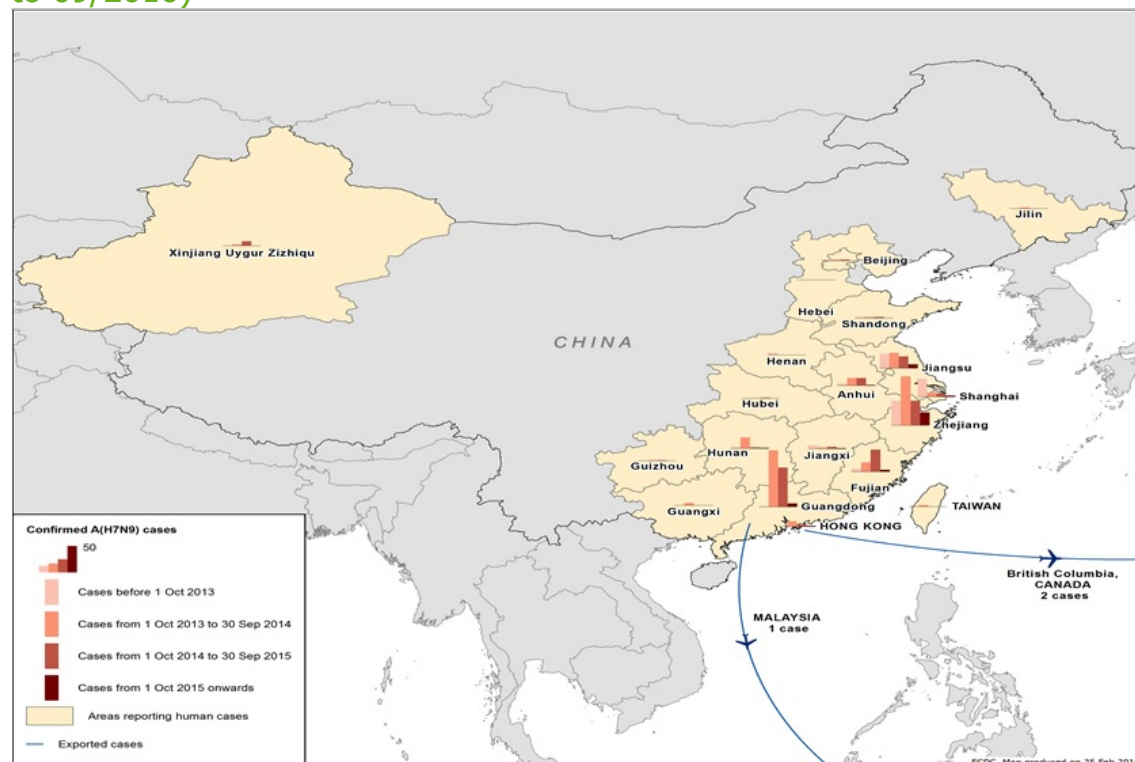 to 09/2016)
Jilin
Xinjiang Uygur Zizhiqu
Beijing
Hebei
Shandong
CHINA
Henan
Jiangsu
Anhui
Shanghai
Hubei
Zhejiang
Hunan
Jiangxi
Guizhou
Fujian
Guangdong
Guangxi
TAIWAN
HONG KONG
British Columbia,
CANADA
2 cases
MALAYSIA
1 case
Confirmed A(H7N9) cases
50
Cases before 1 Oct 2013
Cases from 1 Oct 2013 to 30 Sep 2014
Cases from 1 Oct 2014 to 30 Sep 2015
Cases from 1 Oct 2015 onwards
Areas reporting human cases
Exported cases